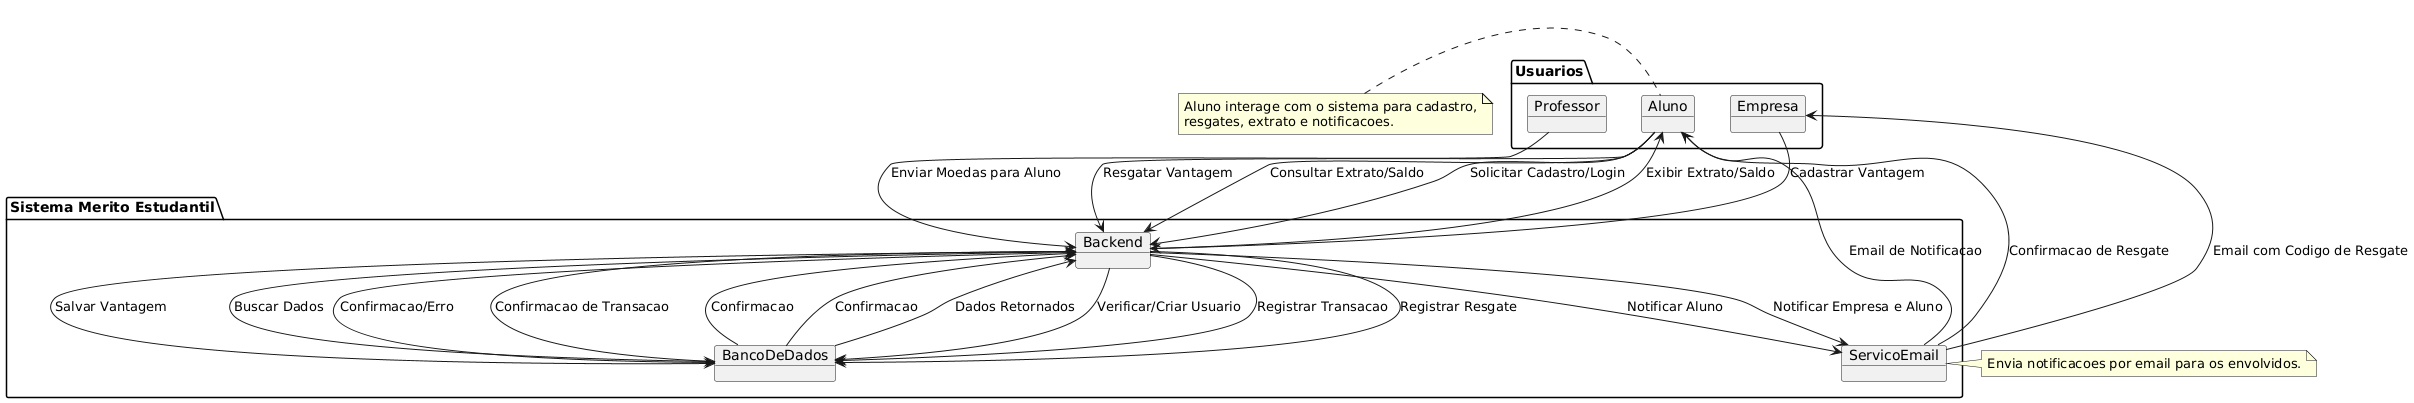 Usuarios
Professor
Aluno
Empresa
Aluno interage com o sistema para cadastro,
resgates, extrato e notificacoes.
Enviar Moedas para Aluno
Resgatar Vantagem
Consultar Extrato/Saldo
Solicitar Cadastro/Login
Exibir Extrato/Saldo
Cadastrar Vantagem
Sistema Merito Estudantil
Backend
Email de Notificacao
Confirmacao de Resgate
Email com Codigo de Resgate
Salvar Vantagem
Buscar Dados
Confirmacao/Erro
Confirmacao de Transacao
Confirmacao
Confirmacao
Dados Retornados
Verificar/Criar Usuario
Registrar Transacao
Registrar Resgate
Notificar Aluno
Notificar Empresa e Aluno
BancoDeDados
ServicoEmail
Envia notificacoes por email para os envolvidos.